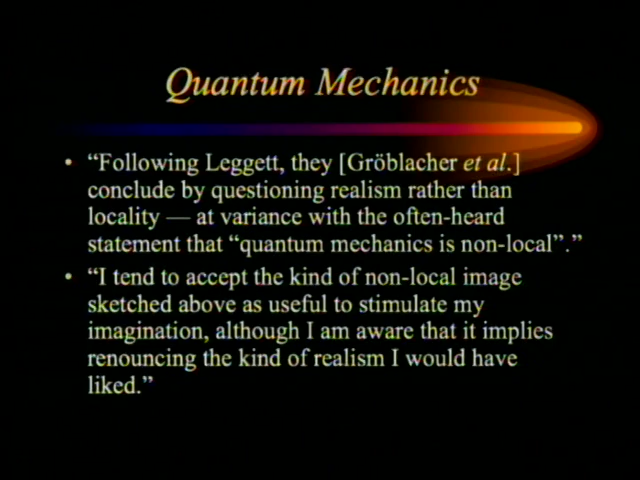 Quantum Mechanics
• “Following Leggett, they [Gröblacher et al.]
conclude by questioning realism rather than
locality — at variance with the often-heard
statement that “quantum mechanics is non-local”.”
• “I tend to accept the kind of non-local image
sketched above as useful to stimulate my
imagination, although I am aware that it implies
renouncing the kind of realism I would have
liked.”